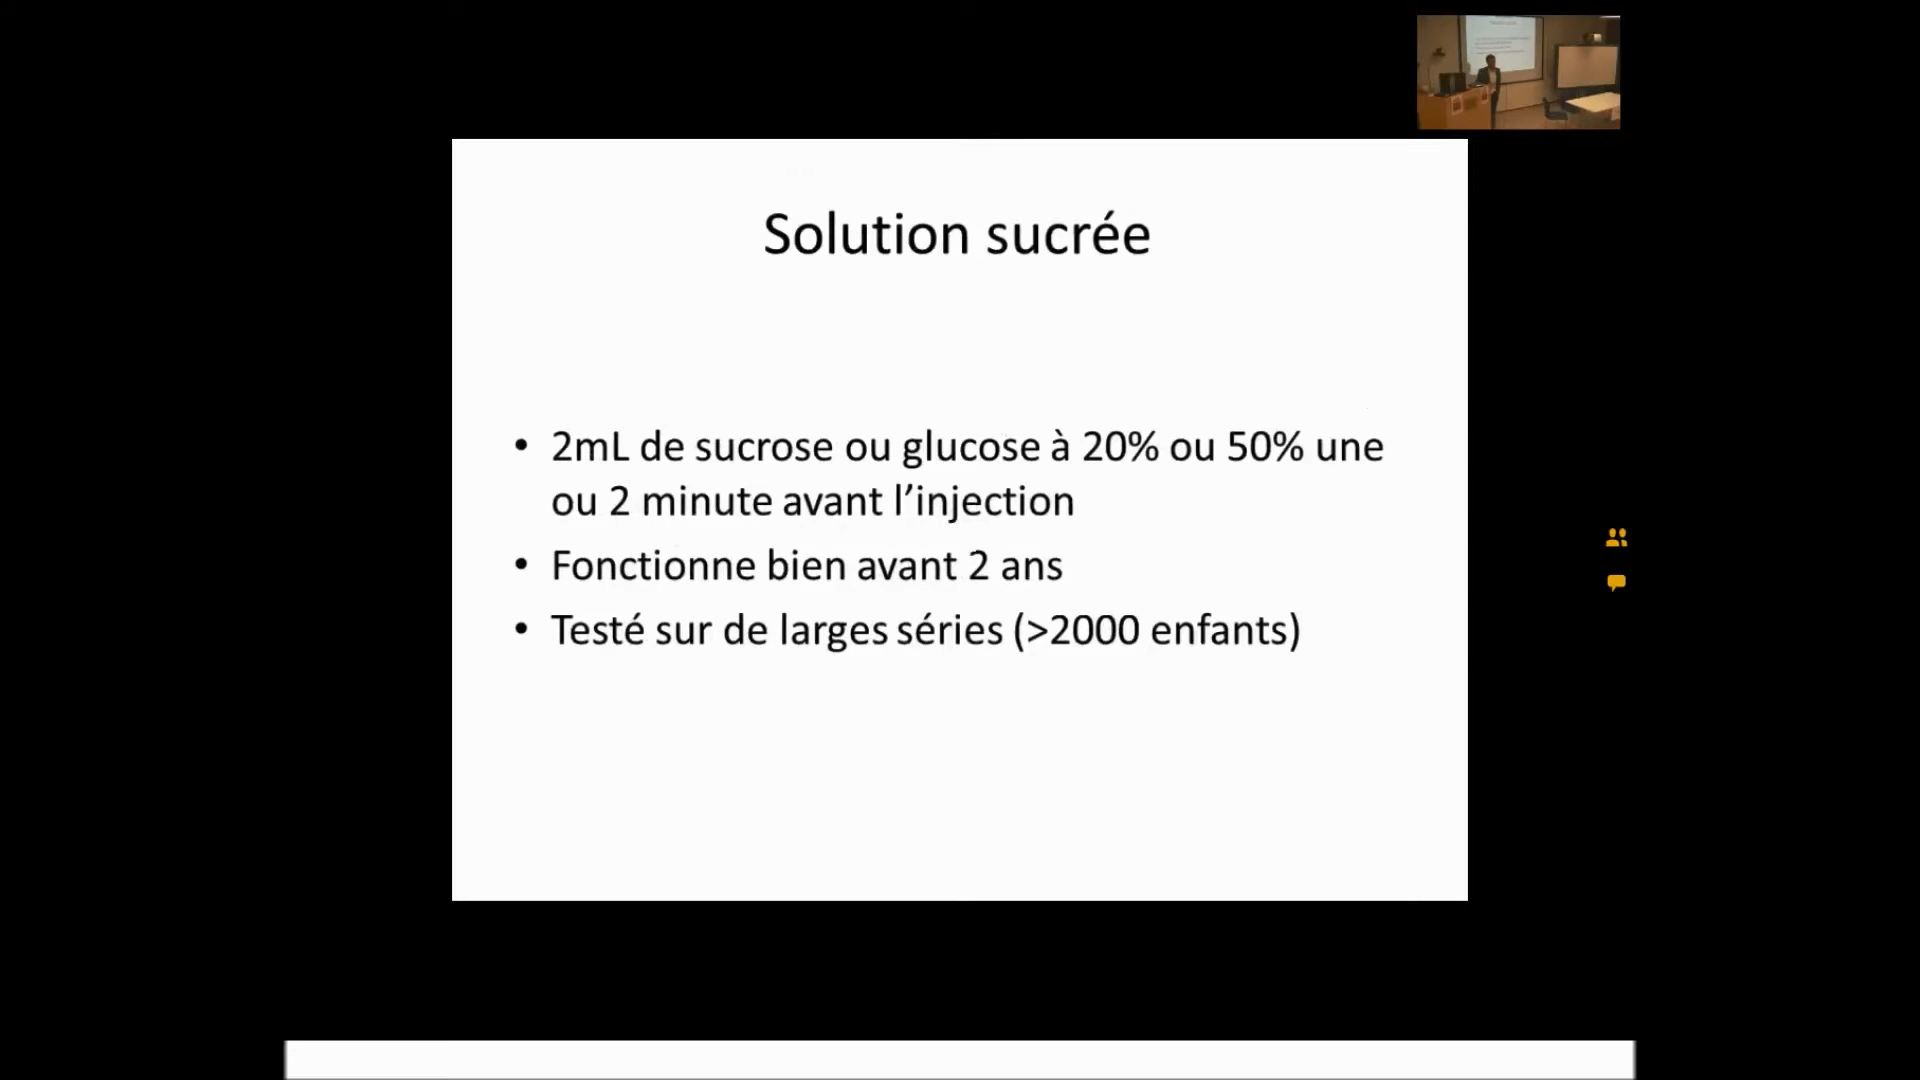 Solution sucrée
• 2mL de sucrose ou glucose à 20% ou 50% une
ou 2 minute avant l’injection
• Fonctionne bien avant 2 ans
• Testé sur de larges séries (>2000 enfants)